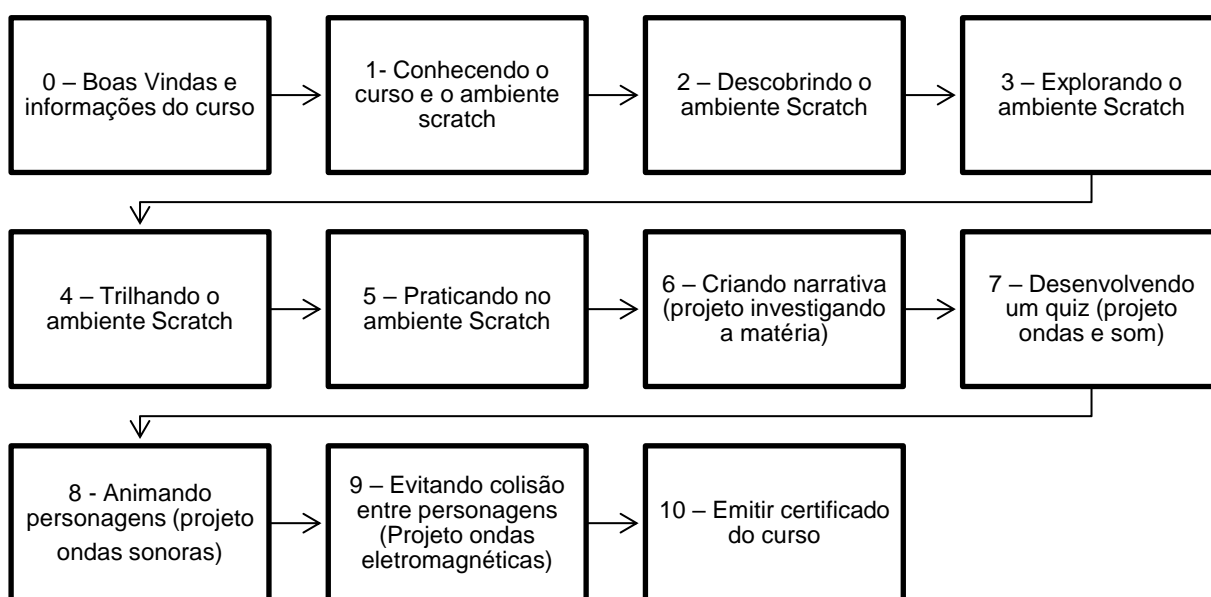 0 – Boas Vindas e
informações do curso
1- Conhecendo o
curso e o ambiente
scratch
2 – Descobrindo o
ambiente Scratch
3 – Explorando o
ambiente Scratch
4 – Trilhando o
ambiente Scratch
5 – Praticando no
ambiente Scratch
6 – Criando narrativa
(projeto investigando
a matéria)
7 – Desenvolvendo
um quiz (projeto
ondas e som)
8 - Animando
personagens (projeto
ondas sonoras)
9 – Evitando colisão
entre personagens
(Projeto ondas
eletromagnéticas)
10 – Emitir certificado
do curso